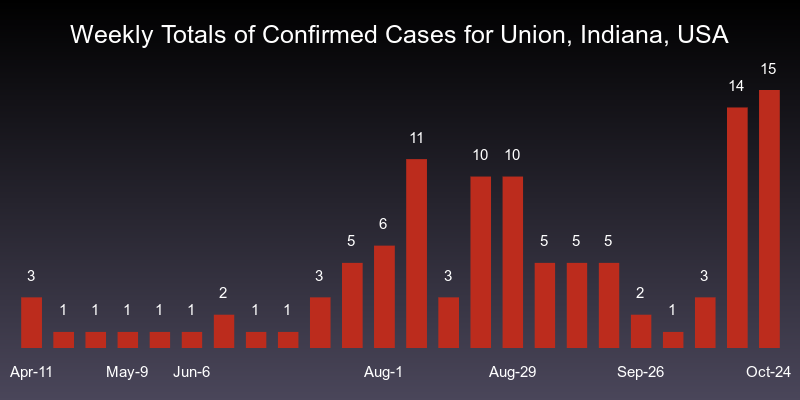 Weekly Totals of Confirmed Cases for Union, Indiana, USA
3 1 1 1 1 1 2 1 1 3 5 6 11 3 10 10 5 5 5 2 1 3 14 15
Apr-11 May-9 Jun-6 Aug-1 Aug-29 Sep-26 Oct-24